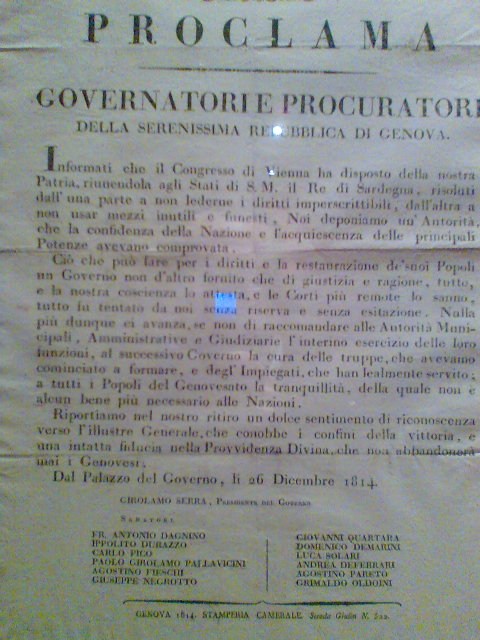 PROCLAMA
GOVERNATORI E PROCURATORI
DELLA SERENISSIMA REPUBBLICA DI GENOVA.
Informati che il Congresso di Vienna ha disposto della nostra
Patria, riunendola agli Stati di S. M. il Re di Sardegna, risoluti
dall'una parte a non lederne i diritti imperscrittibili, dall'altra a
non usar mezzi inutili e funesti, Noi deponiamo un'Autorità,
che la confidenza della Nazione e l'acquiescenza delle principali
Potenze avevano comprovata.
Ciò che può fare per i diritti e la restaurazione de'suoi Popoli
un Governo non d'altro fornito che di giustizia e ragione, tutto,
e la nostra coscienza lo attesta, e le Corti più remote lo sanno,
tutto fu tentato da noi senza riserva e senza esitazione. Nulla
più dunque ci avanza, se non di raccomandare alle Autorità Muni-
cipali, Amministrative e Giudiziarie l'interino esercizio delle loro
funzioni, al successivo Governo la cura delle truppe, che avevamo
cominciato a formare, e degl'Impiegati, che han lealmente servito;
a tutti i Popoli del Genovesato la tranquillità, della quale non è
alcun bene più necessario alle Nazioni.
Riportiamo nel nostro ritiro un dolce sentimento di riconoscenza
verso l'illustre Generale, che conobbe i confini della vittoria, e
una intatta fiducia nella Provvidenza Divina, che non abbandonerà
mai i Genovesi.
Dal Palazzo del Governo, li 26 Dicembre 1814.
GIROLAMO SERRA, Presidente del Governo
Senatori
FR. ANTONIO DAGNINO
IPPOLITO DURAZZO
CARLO PICO
PAOLO GIROLAMO PALLAVICINI
AGOSTINO FIESCHI
GIUSEPPE NEGROTTO
GIOVANNI QUARTARA
DOMENICO DEMARINI
LUCA SOLARI
ANDREA DEFERRARI
AGOSTINO PARETO
GRIMALDO OLDOINI
GENOVA 1814. STAMPERIA CAMERALE. Scuole Giulie N.